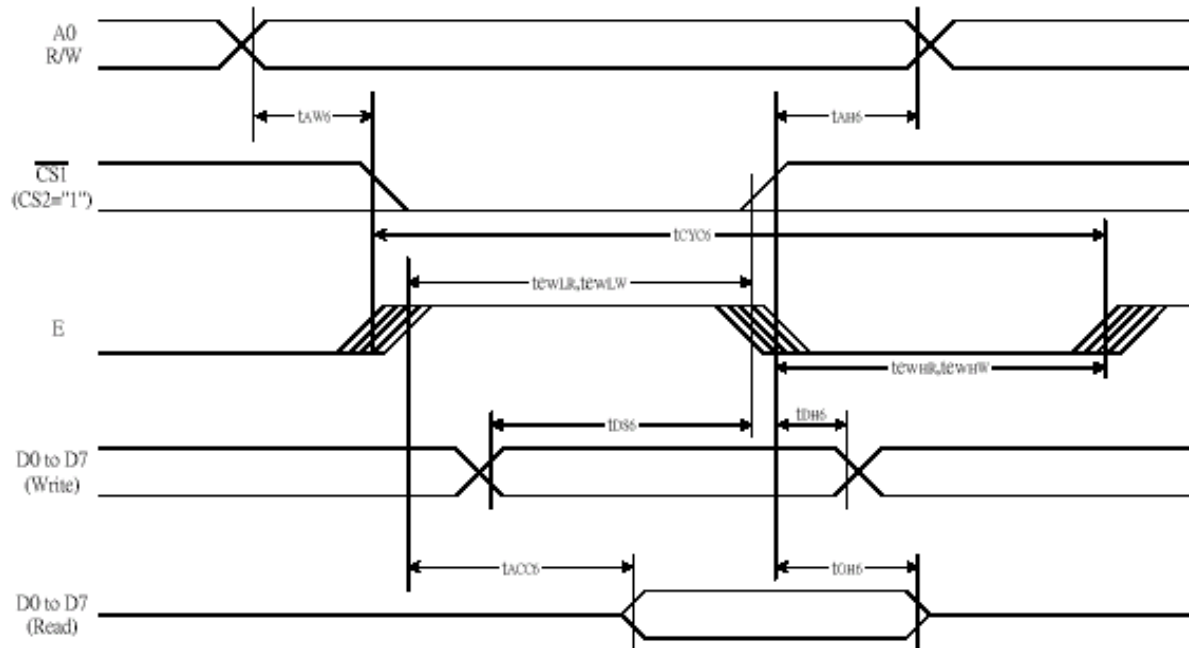 A0
R/W
tAW6
tAH6
CS1
(CS2="1")
tCYC6
tewLR,tewLW
E
tewHR,tewHW
tDS6
tDH6
D0 to D7
(Write)
tACC6
tOH6
D0 to D7
(Read)